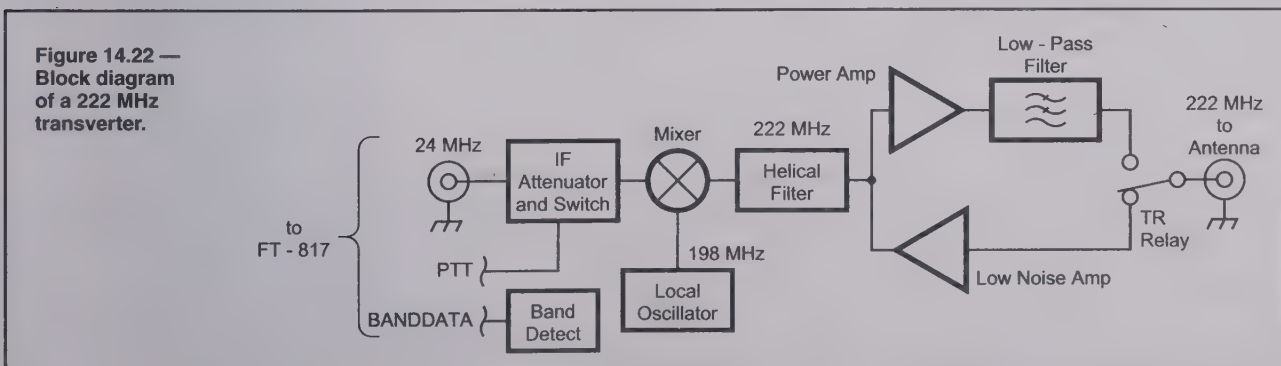 Figure 14.22 —
Block diagram
of a 222 MHz
transverter.
to
FT - 817
24 MHz
PTT
BANDDATA
IF
Attenuator
and Switch
Band
Detect
Mixer
198 MHz
Local
Oscillator
222 MHz
Helical
Filter
Power Amp
Low - Pass
Filter
Low Noise Amp
TR
Relay
222 MHz
to
Antenna